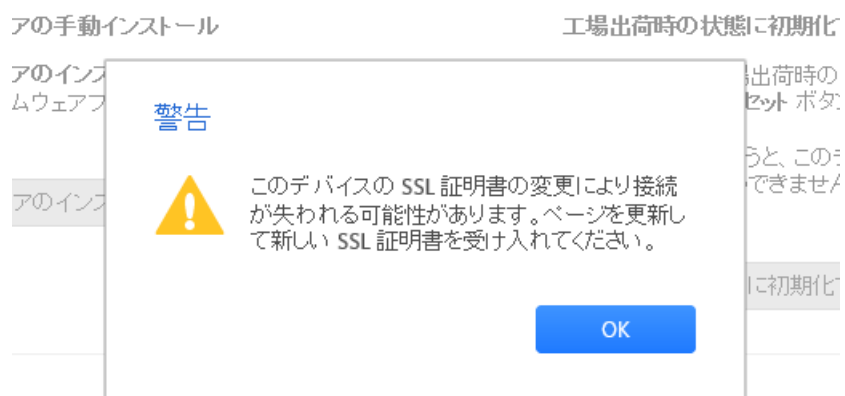 アの手動インストール
工場出荷時の状態に初期化
アのインス
出荷時の
ムウェアフ
セット ボタ
警告
うと、この
できません
このデバイスの SSL 証明書の変更により接続
が失われる可能性があります。ページを更新し
て新しい SSL 証明書を受け入れてください。
アのインス
に初期化
OK